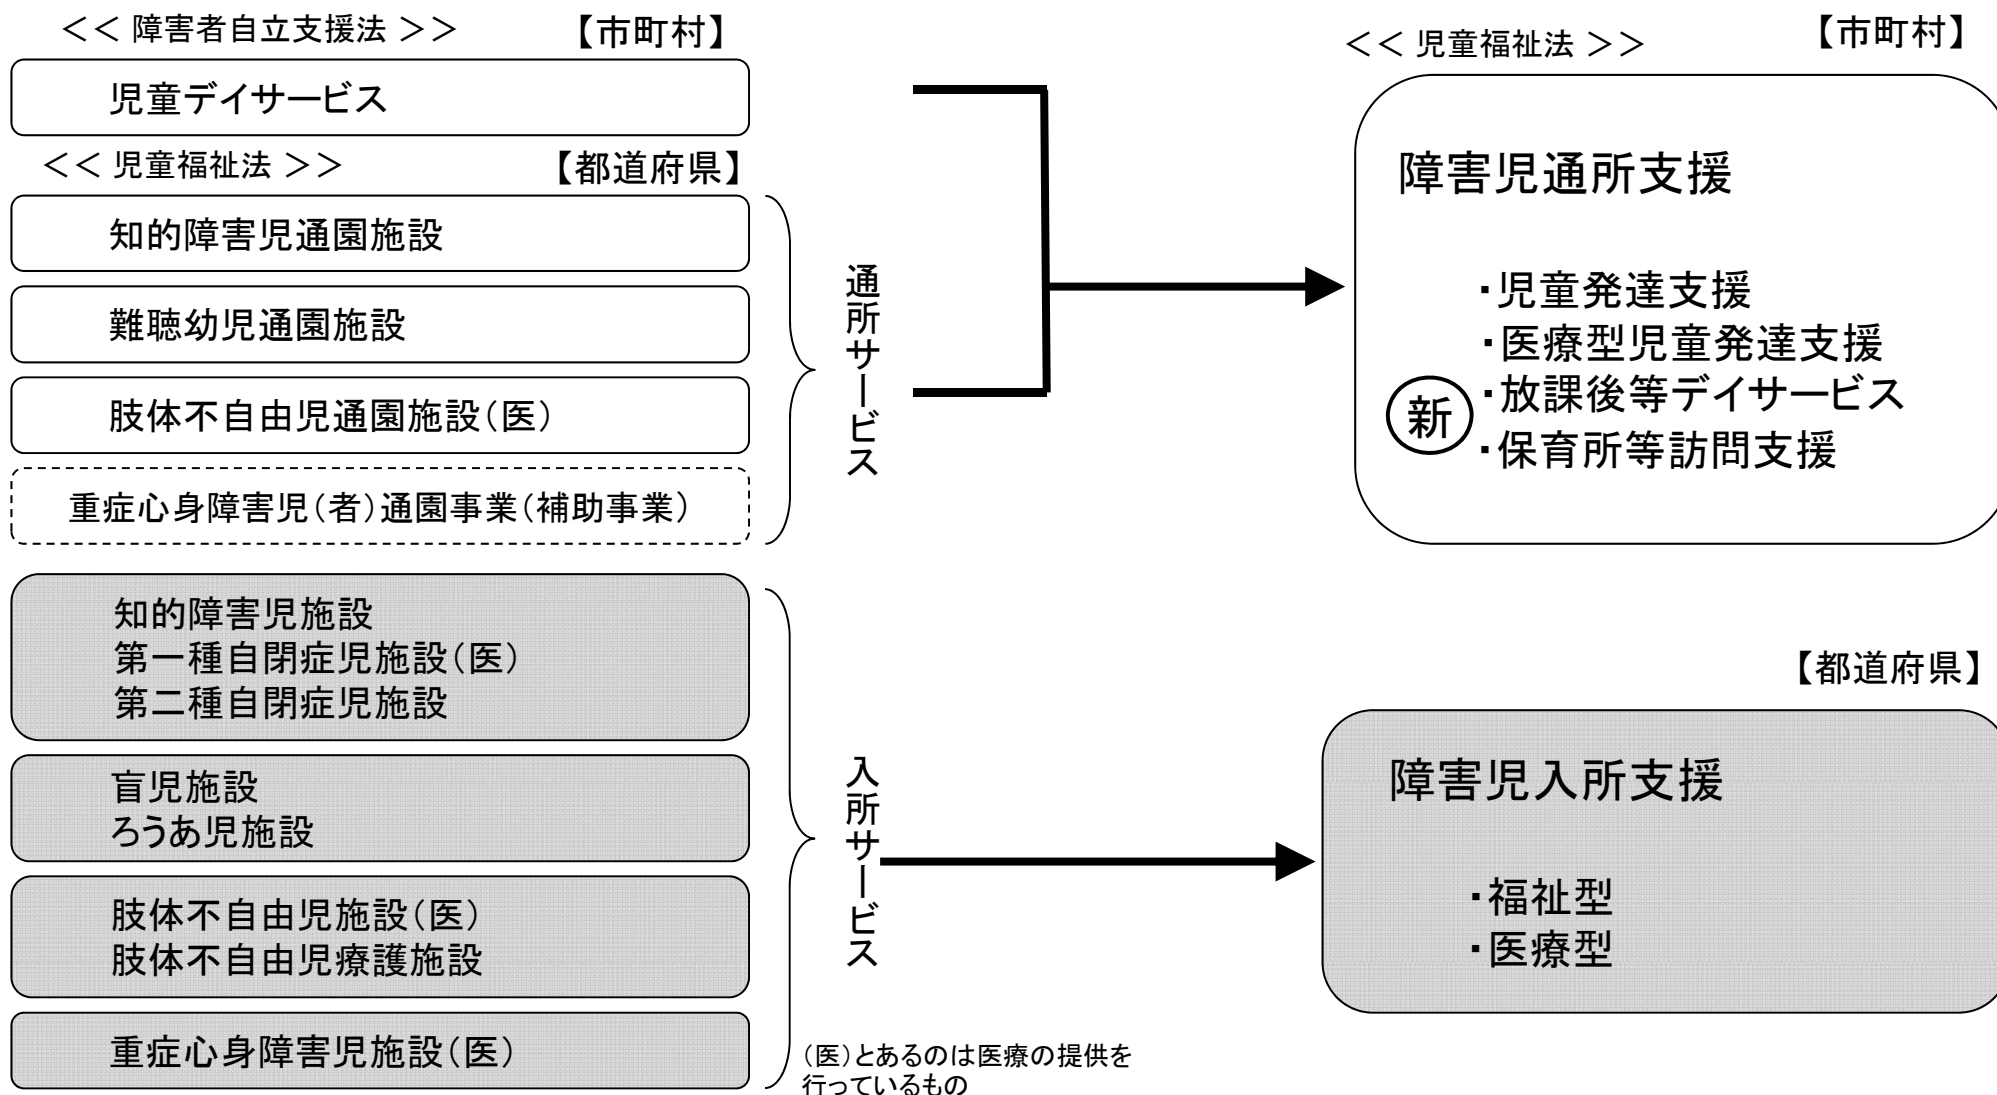 << 障害者自立支援法 >>
【市町村】
児童デイサービス
<< 児童福祉法 >>
【都道府県】
知的障害児通園施設
難聴幼児通園施設
肢体不自由児通園施設(医)
重症心身障害児(者)通園事業(補助事業)
通所サービス
知的障害児施設
第一種自閉症児施設(医)
第二種自閉症児施設
盲児施設
ろうあ児施設
肢体不自由児施設(医)
肢体不自由児療護施設
重症心身障害児施設(医)
入所サービス
(医)とあるのは医療の提供を
行っているもの
<< 児童福祉法 >>
【市町村】
障害児通所支援
・児童発達支援
・医療型児童発達支援
・放課後等デイサービス
新
・保育所等訪問支援
【都道府県】
障害児入所支援
・福祉型
・医療型